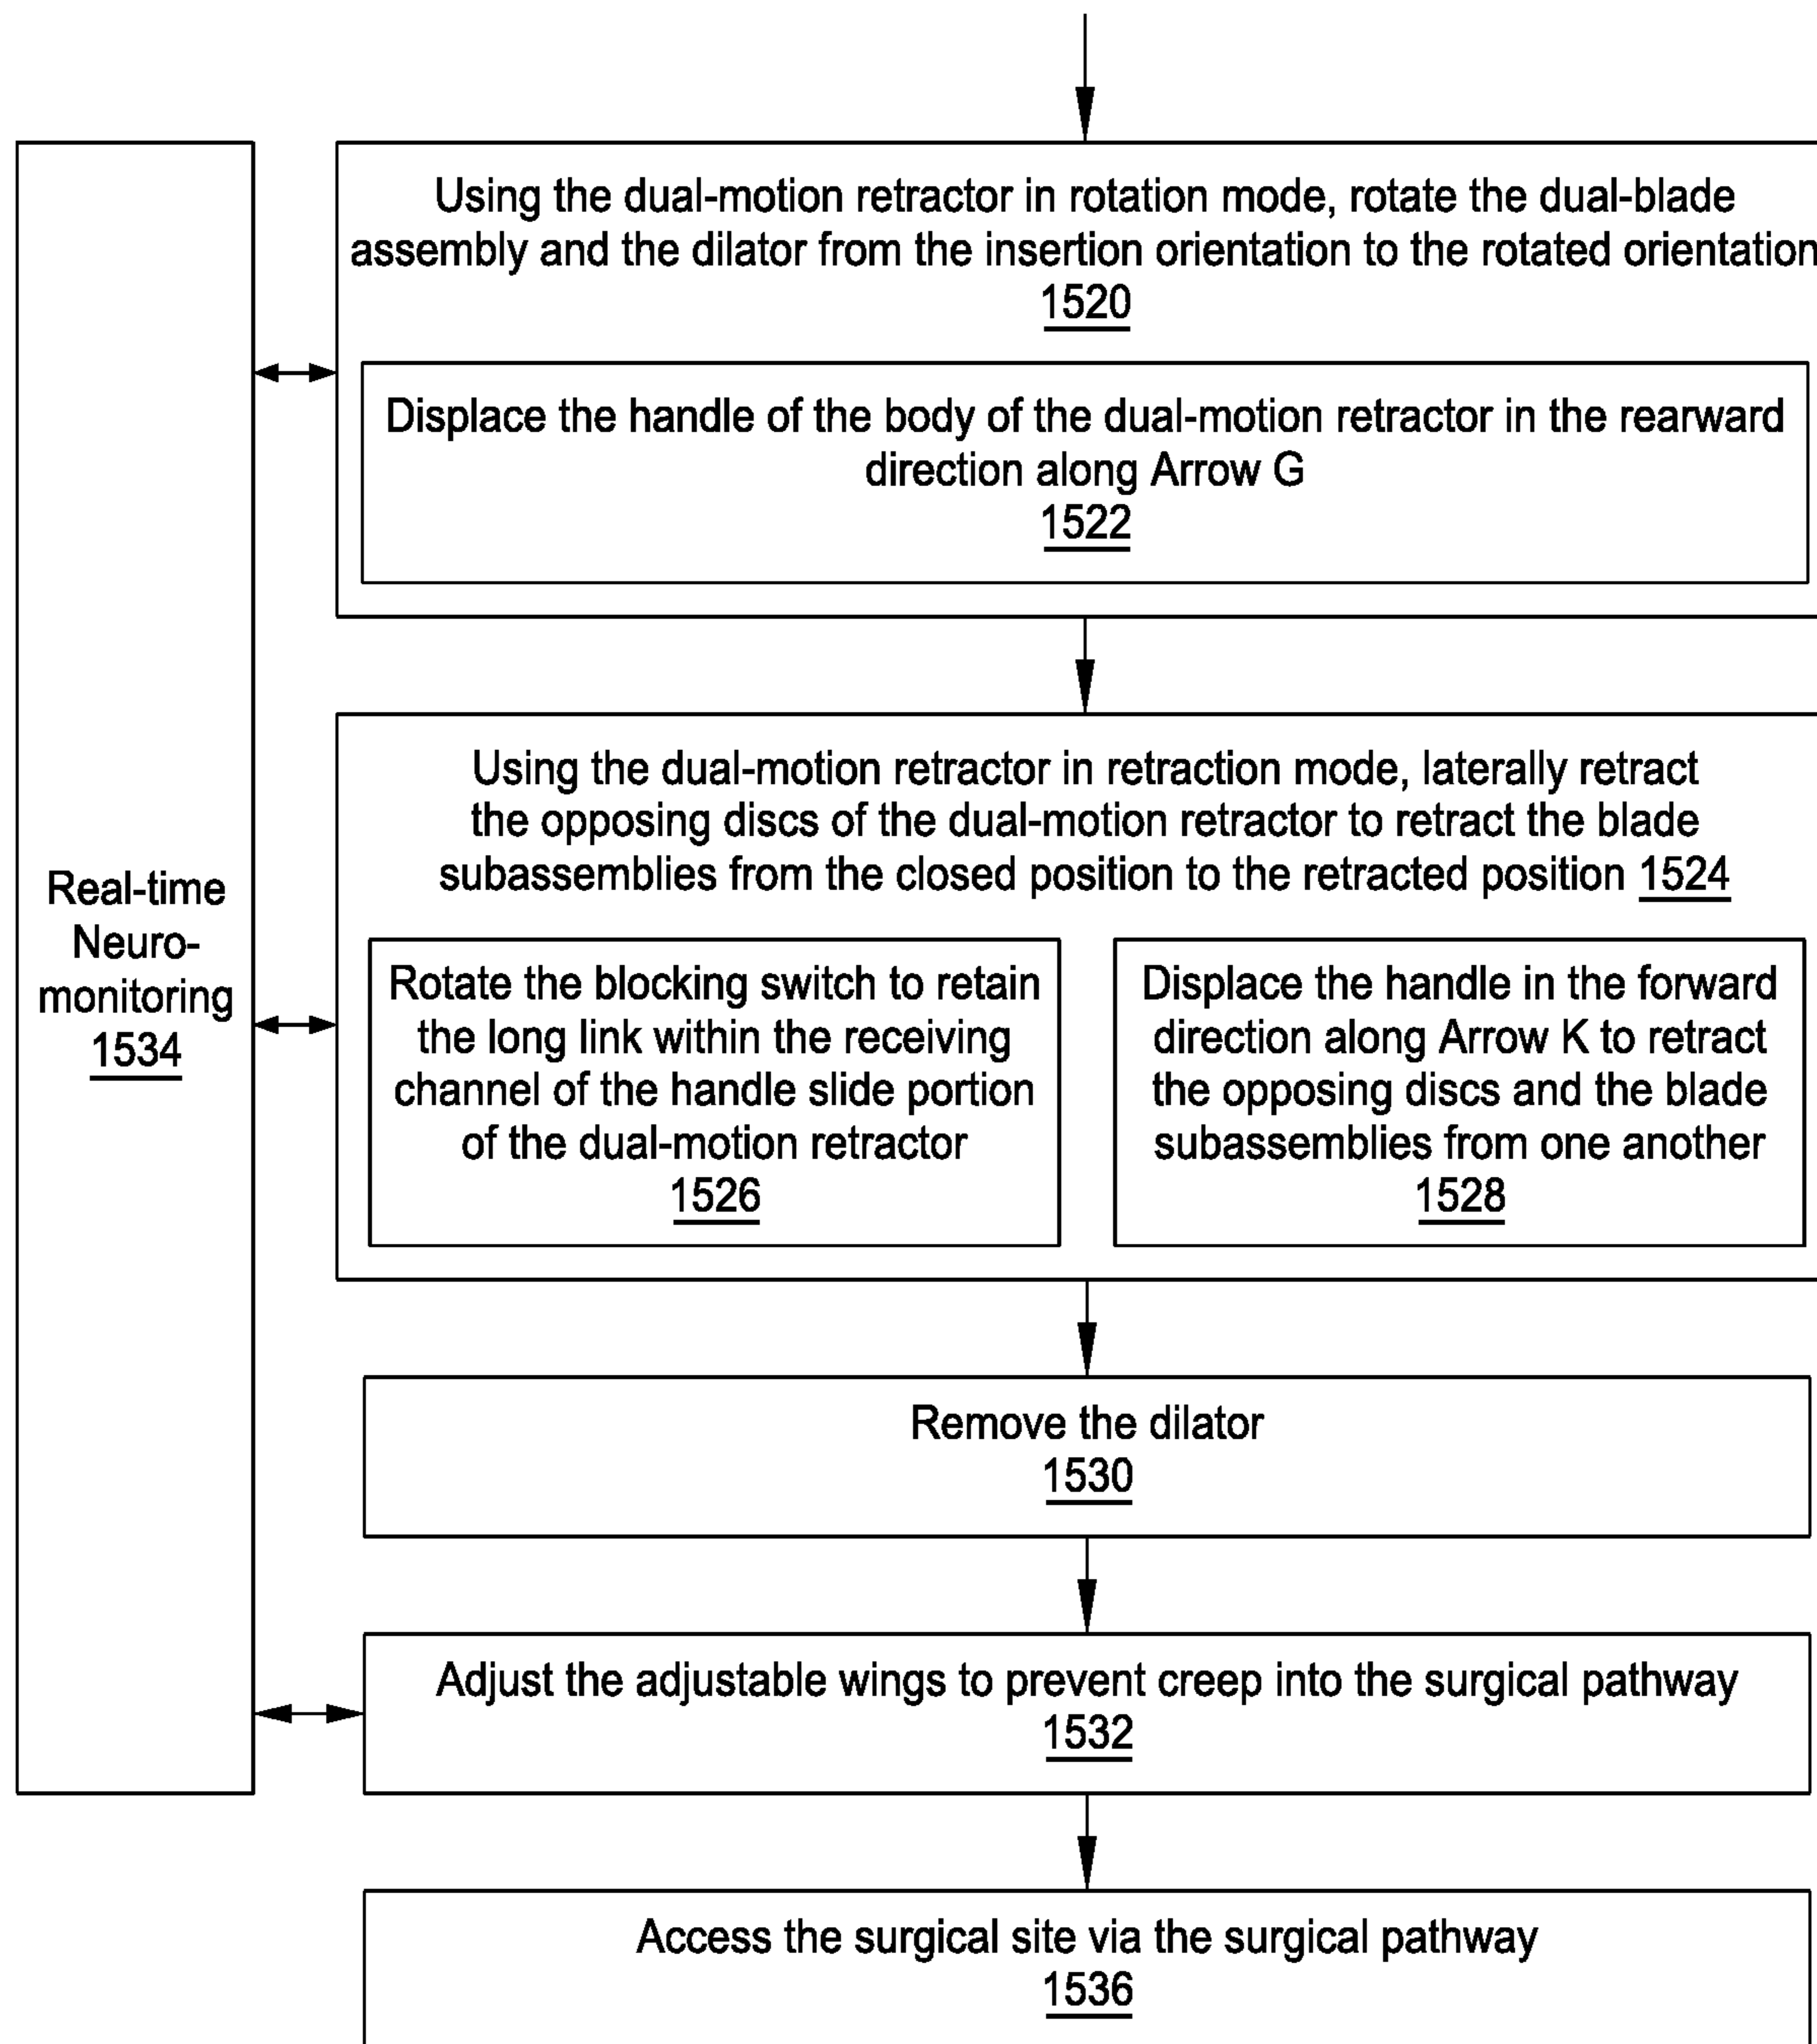 Using the dual-motion retractor in rotation mode, rotate the dual-blade
assembly and the dilator from the insertion orientation to the rotated orientation
1520
Displace the handle of the body of the dual-motion retractor in the rearward
direction along Arrow G
1522
Using the dual-motion retractor in retraction mode, laterally retract
the opposing discs of the dual-motion retractor to retract the blade
subassemblies from the closed position to the retracted position 1524
Rotate the blocking switch to retain
the long link within the receiving
channel of the handle slide portion
of the dual-motion retractor
1526
Displace the handle in the forward
direction along Arrow K to retract
the opposing discs and the blade
subassemblies from one another
1528
Real-time
Neuro-
monitoring
1534
Remove the dilator
1530
Adjust the adjustable wings to prevent creep into the surgical pathway
1532
Access the surgical site via the surgical pathway
1536